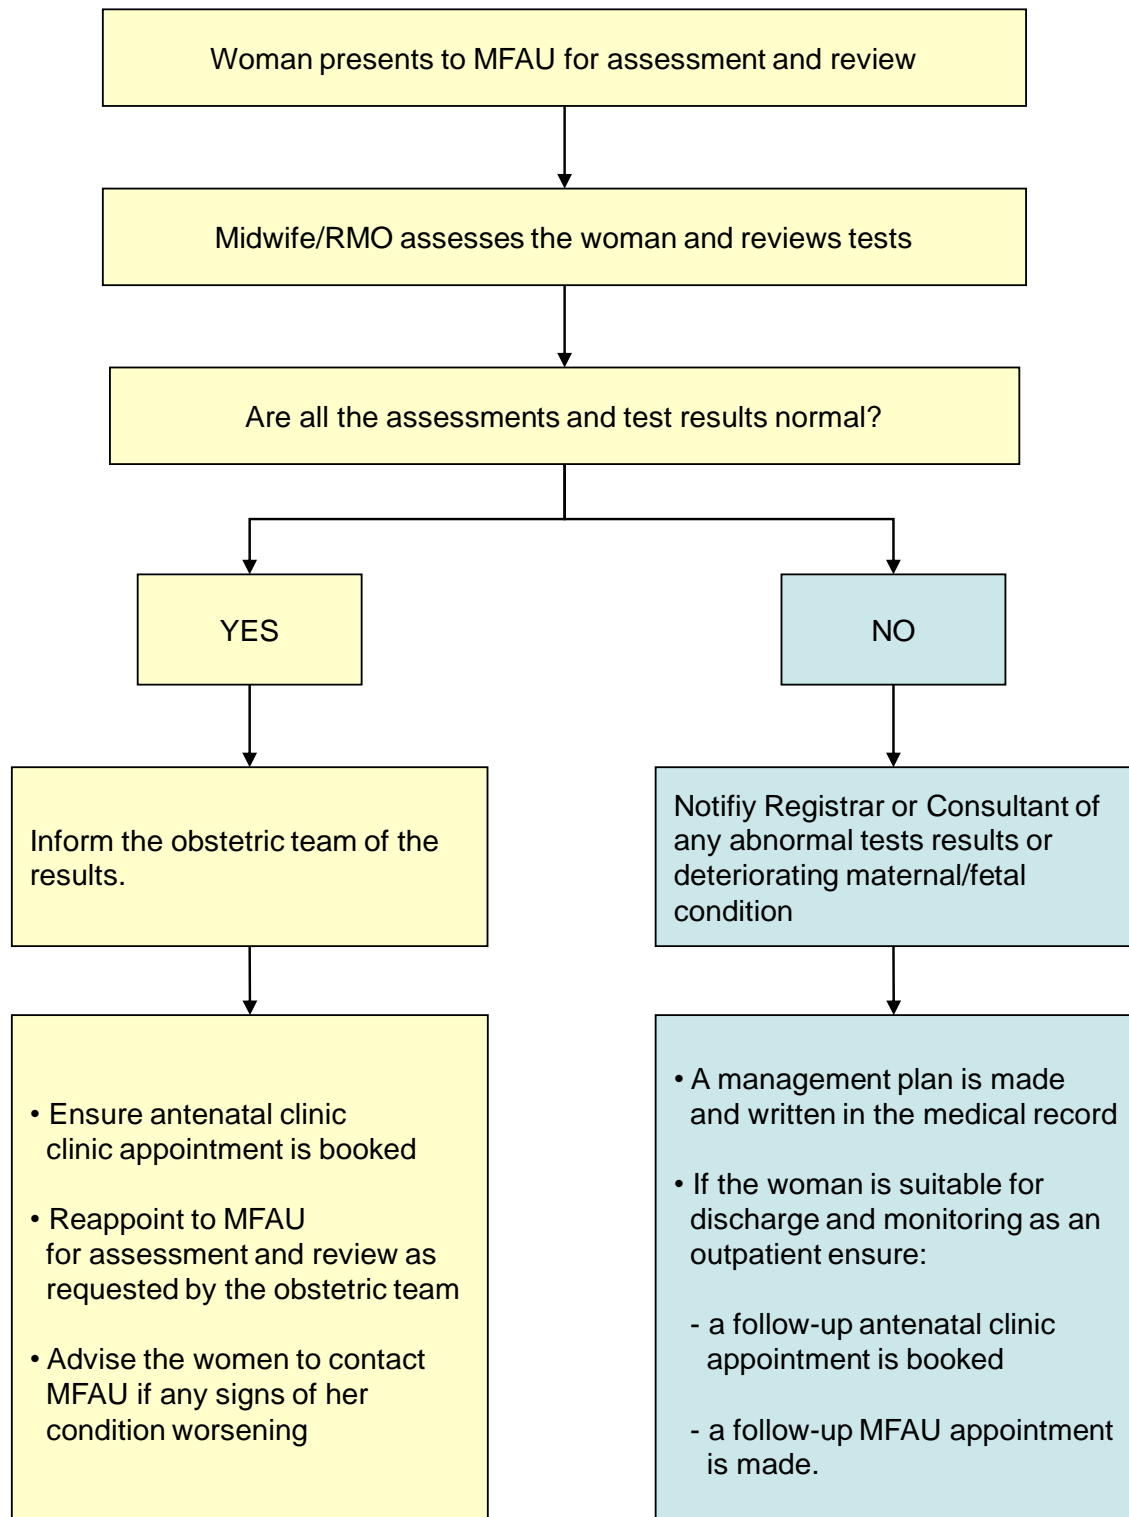 Woman presents to MFAU for assessment and review
Midwife/RMO assesses the woman and reviews tests
Are all the assessments and test results normal?
YES
NO
Inform the obstetric team of the
results.
Notifiy Registrar or Consultant of
any abnormal tests results or
deteriorating maternal/fetal
condition
• Ensure antenatal clinic
clinic appointment is booked
• Reappoint to MFAU
for assessment and review as
requested by the obstetric team
• Advise the women to contact
MFAU if any signs of her
condition worsening
• A management plan is made
and written in the medical record
• If the woman is suitable for
discharge and monitoring as an
outpatient ensure:
- a follow-up antenatal clinic
appointment is booked
- a follow-up MFAU appointment
is made.